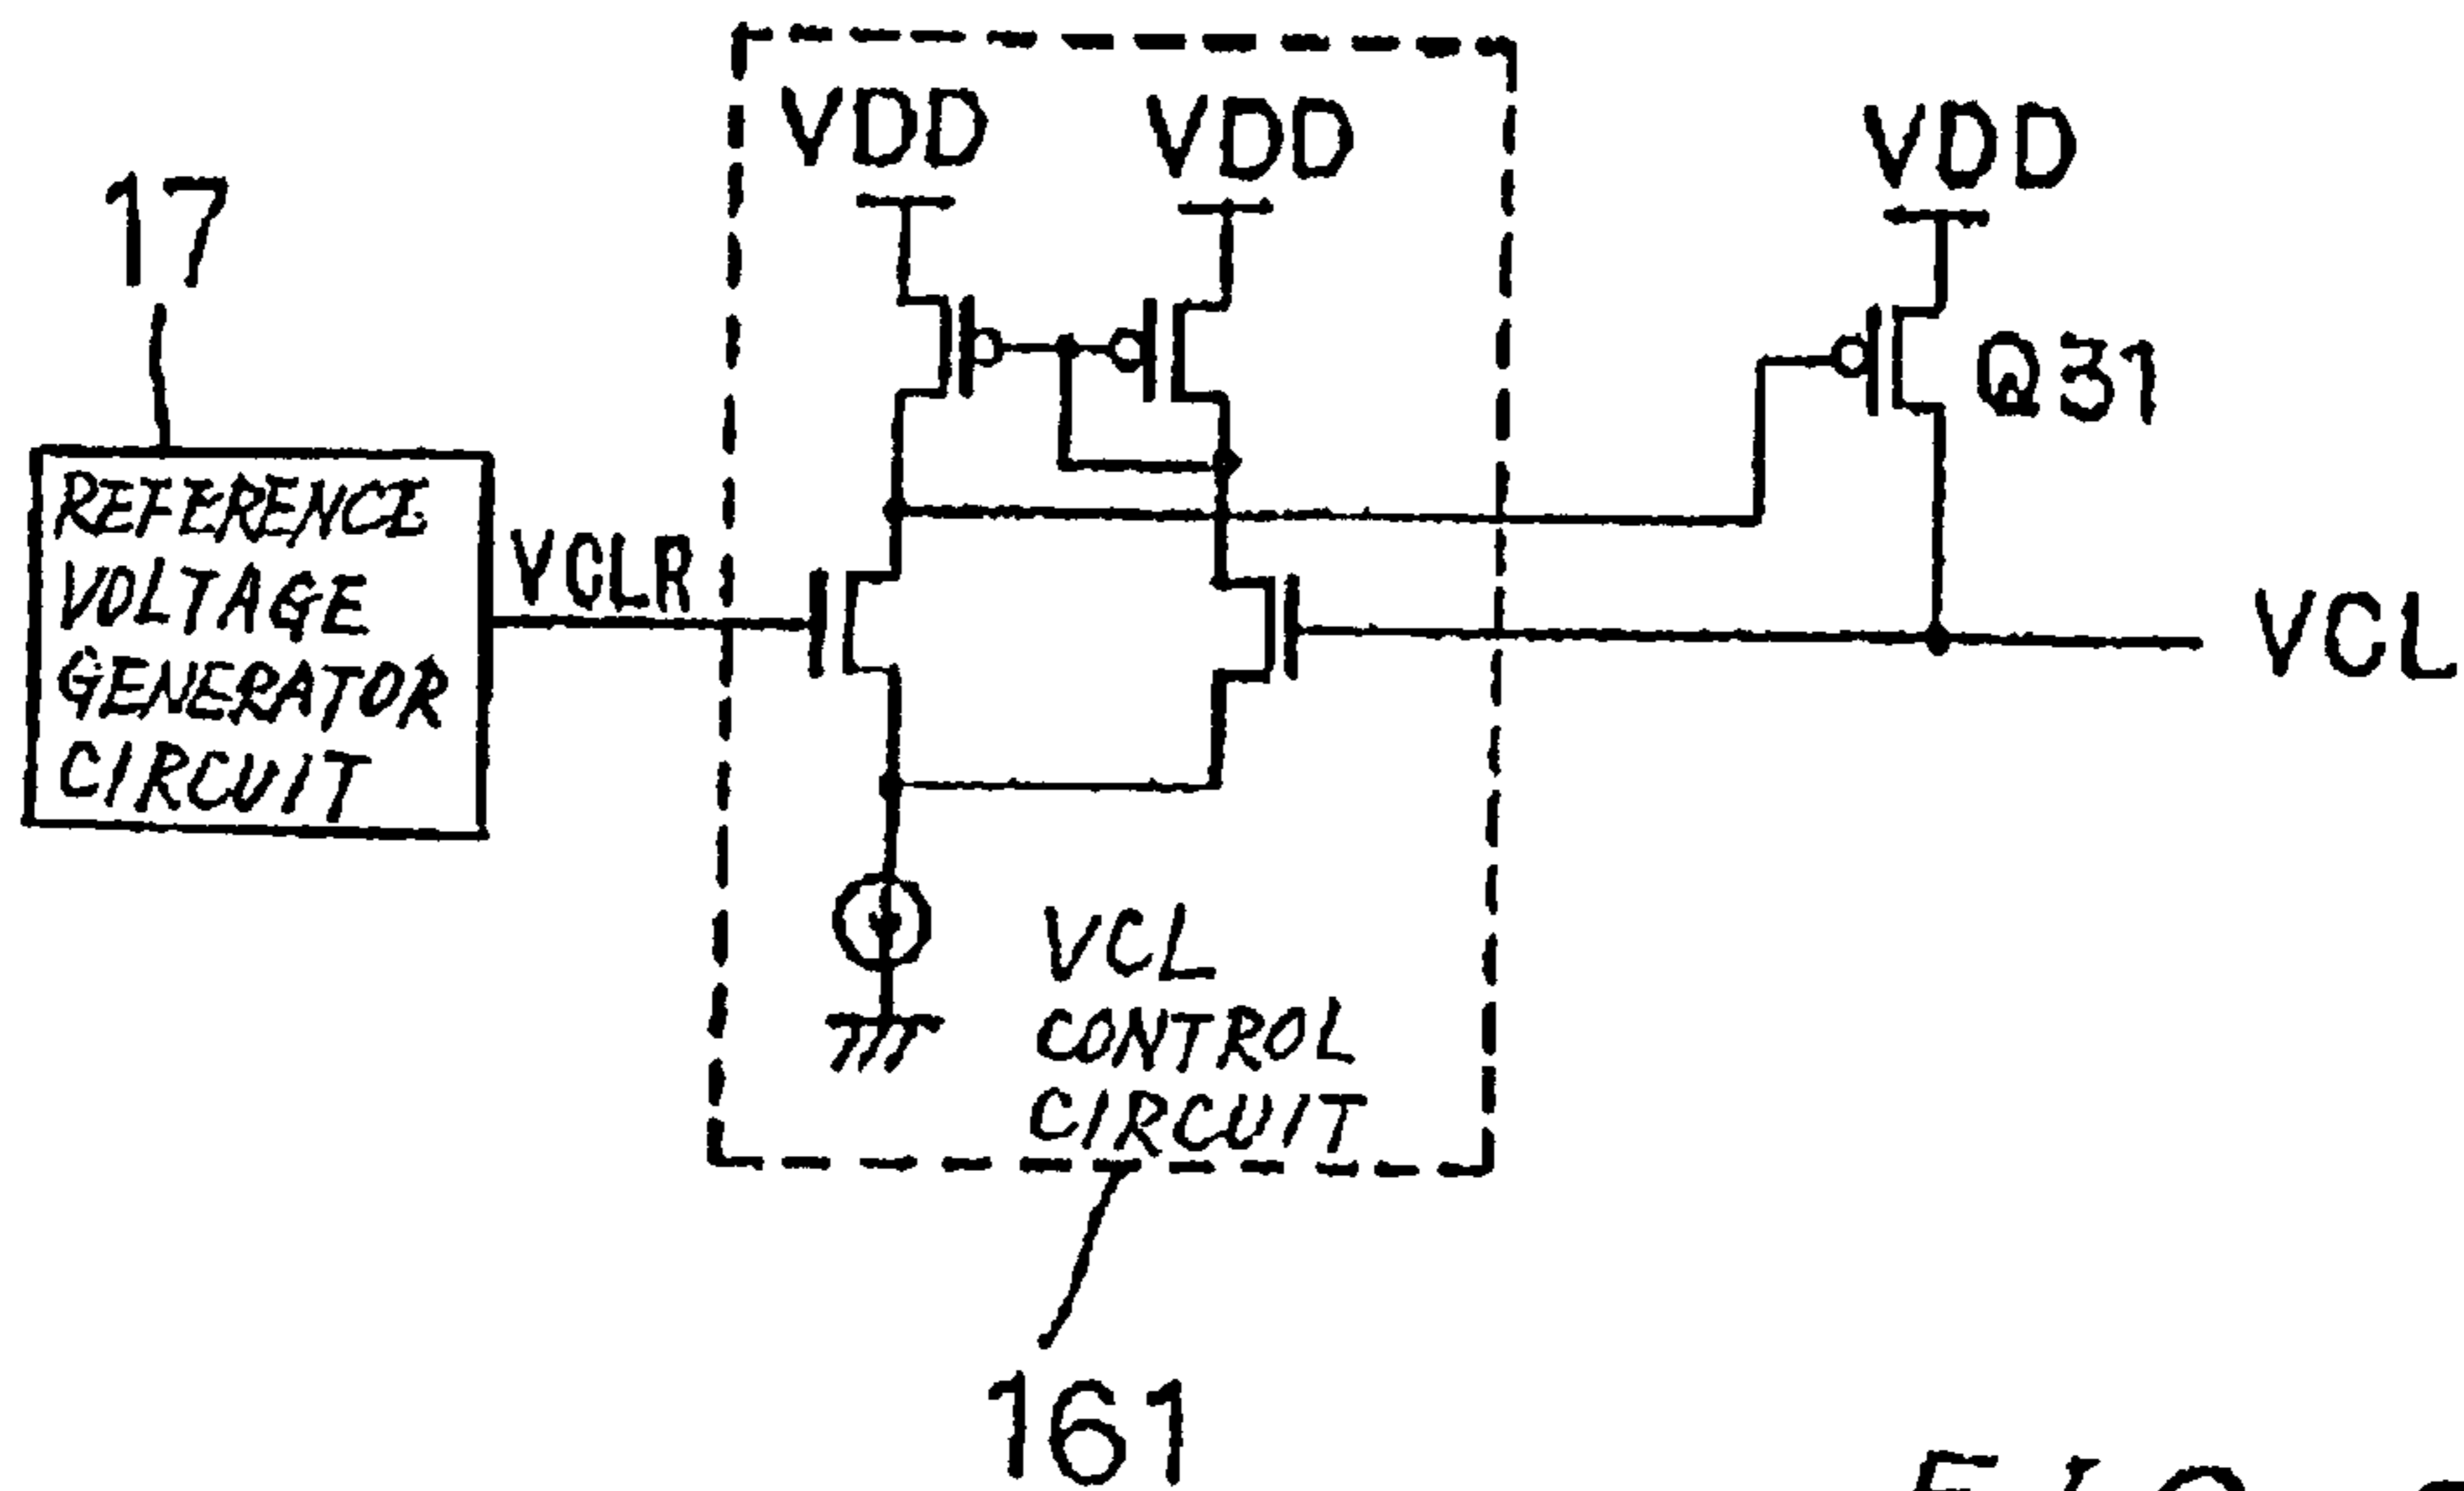 VDD VDD
VDD
17
Q31
REFERENCE
VOLTAGE
GENERATOR
CIRCUIT
VCLR
VCL
VCL
CONTROL
CIRCUIT
161